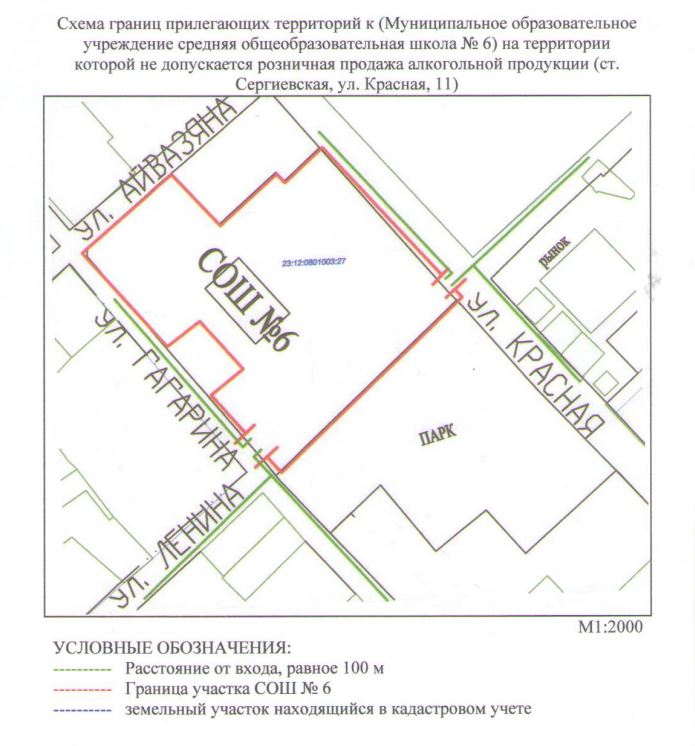 Схема границ прилегающих территорий к (Муниципальное образовательное
учреждение средняя общеобразовательная школа № 6) на территории
которой не допускается розничная продажа алкогольной продукции (ст.
Сергиевская, ул. Красная, 11)
УЛ. АЙВАЗЯНА
23:12:0801003:27
СОШ №6
рынок
УЛ. КРАСНАЯ
УЛ. ГАГАРИНА
ПАРК
УЛ. ЛЕНИНА
М1:2000
УСЛОВНЫЕ ОБОЗНАЧЕНИЯ:
Расстояние от входа, равное 100 м
Граница участка СОШ № 6
земельный участок находящийся в кадастровом учете